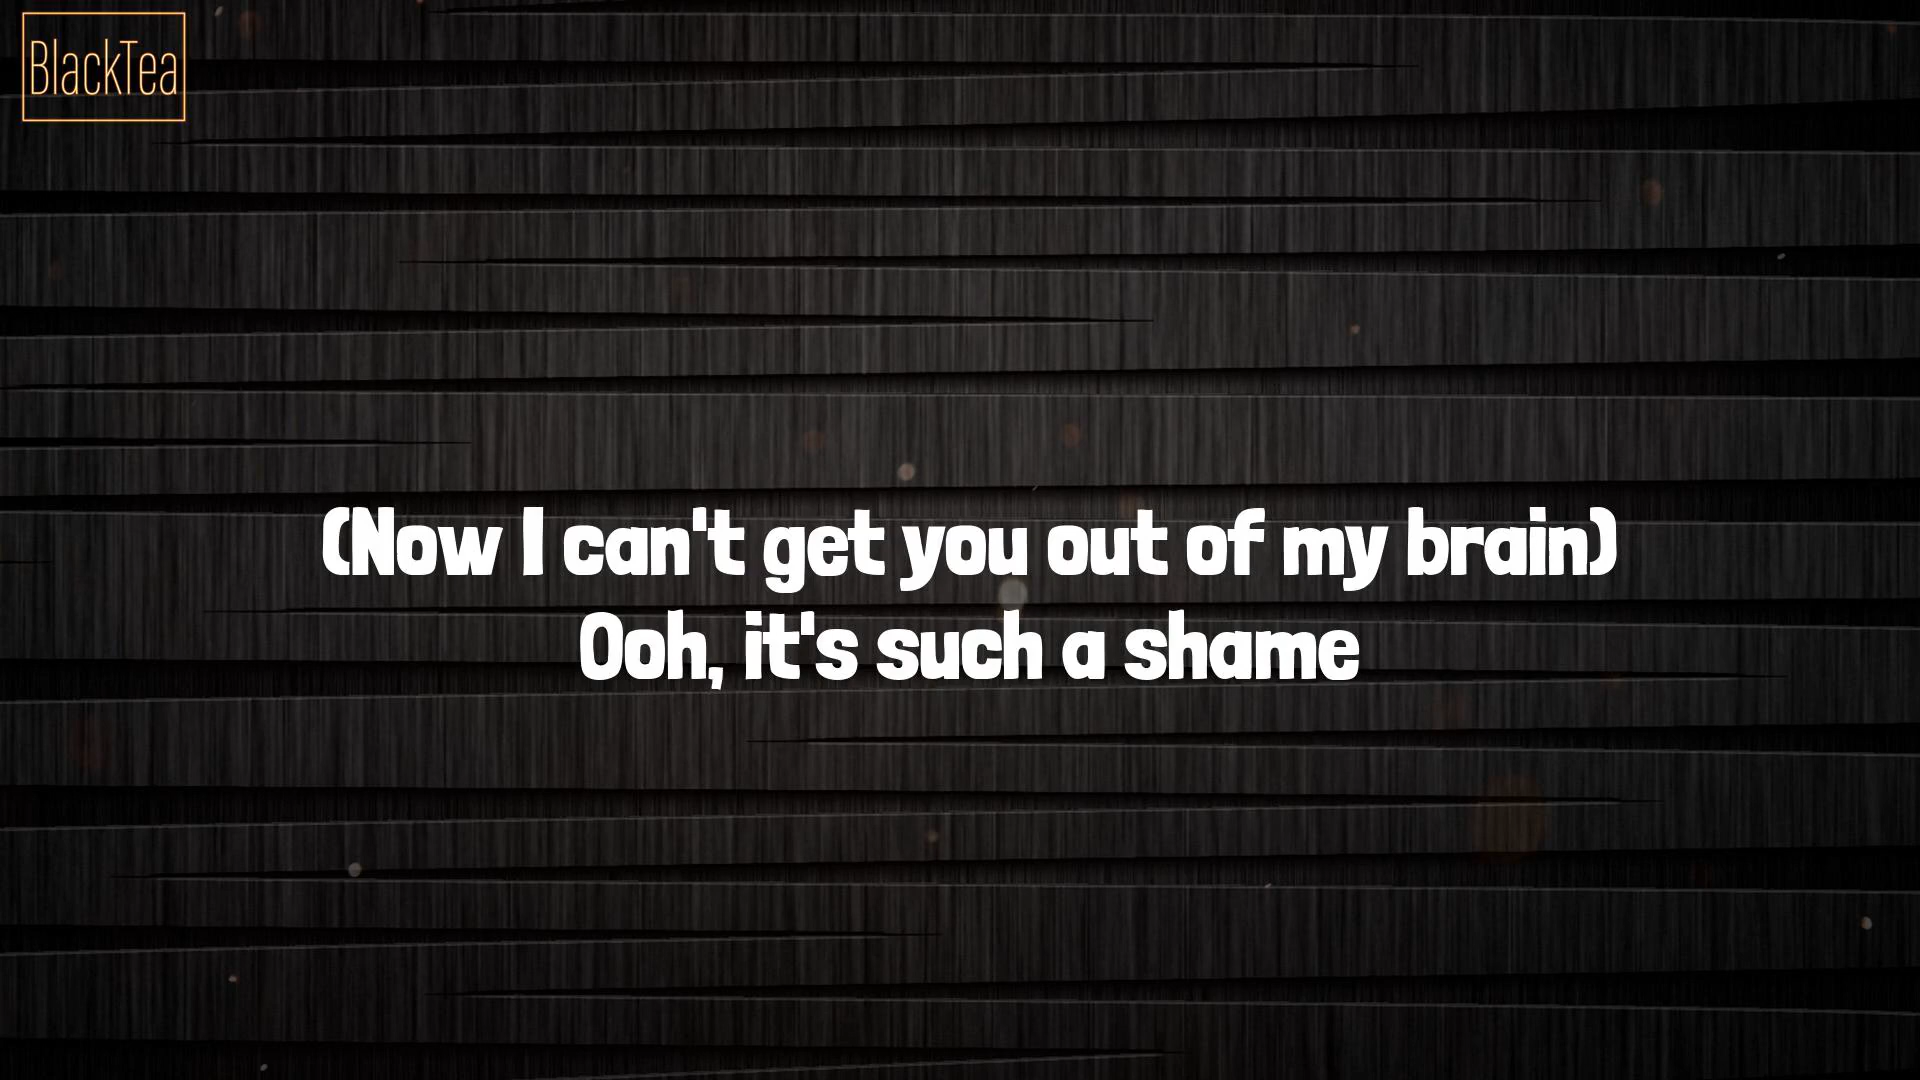 BlackTea
(Now I can't get you out of my brain)
Ooh, it's such a shame